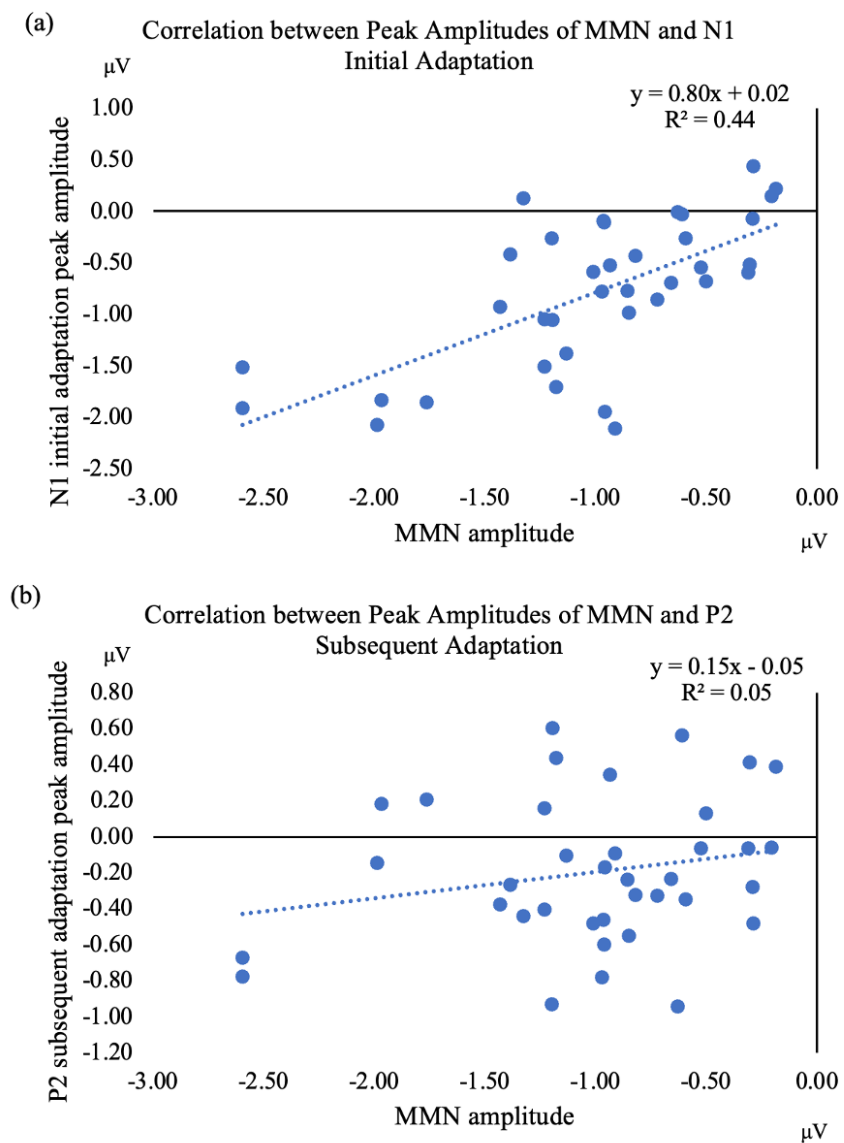 (a)
Correlation between Peak Amplitudes of MMN and N1
Initial Adaptation
μV
y = 0.80x + 0.02
R² = 0.44
N1 initial adaptation peak amplitude
1.00
0.50
0.00
-0.50
-1.00
-1.50
-2.00
-2.50
-3.00 -2.50 -2.00 -1.50 -1.00 -0.50 0.00
MMN amplitude
μV
(b)
Correlation between Peak Amplitudes of MMN and P2
Subsequent Adaptation
μV
y = 0.15x - 0.05
R² = 0.05
P2 subsequent adaptation peak amplitude
0.80
0.60
0.40
0.20
0.00
-0.20
-0.40
-0.60
-0.80
-1.00
-1.20
-3.00 -2.50 -2.00 -1.50 -1.00 -0.50 0.00
MMN amplitude
μV